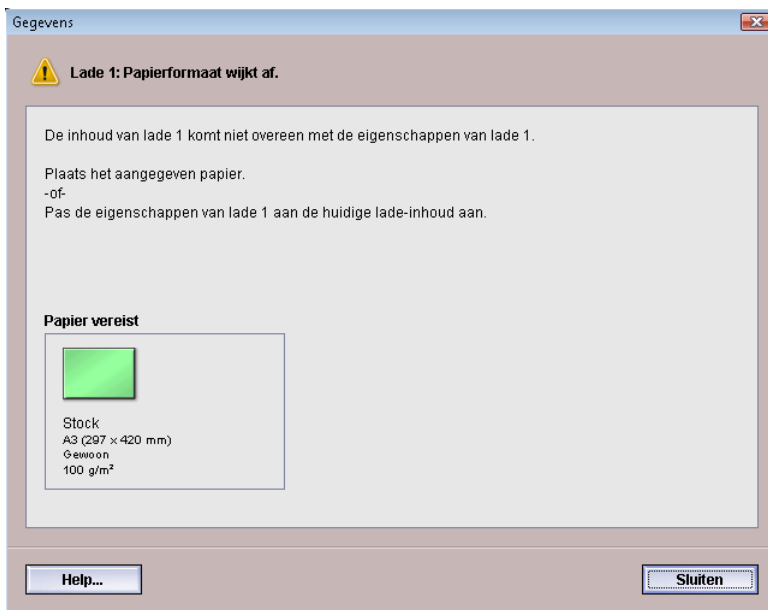 Gegevens
Lade 1: Papierformaat wijkt af.
De inhoud van lade 1 komt niet overeen met de eigenschappen van lade 1.
Plaats het aangegeven papier.
-of-
Pas de eigenschappen van lade 1 aan de huidige lade-inhoud aan.
Papier vereist
Stock
A3 (297 x 420 mm)
Gewoon
100 g/m²
Help...
Sluiten